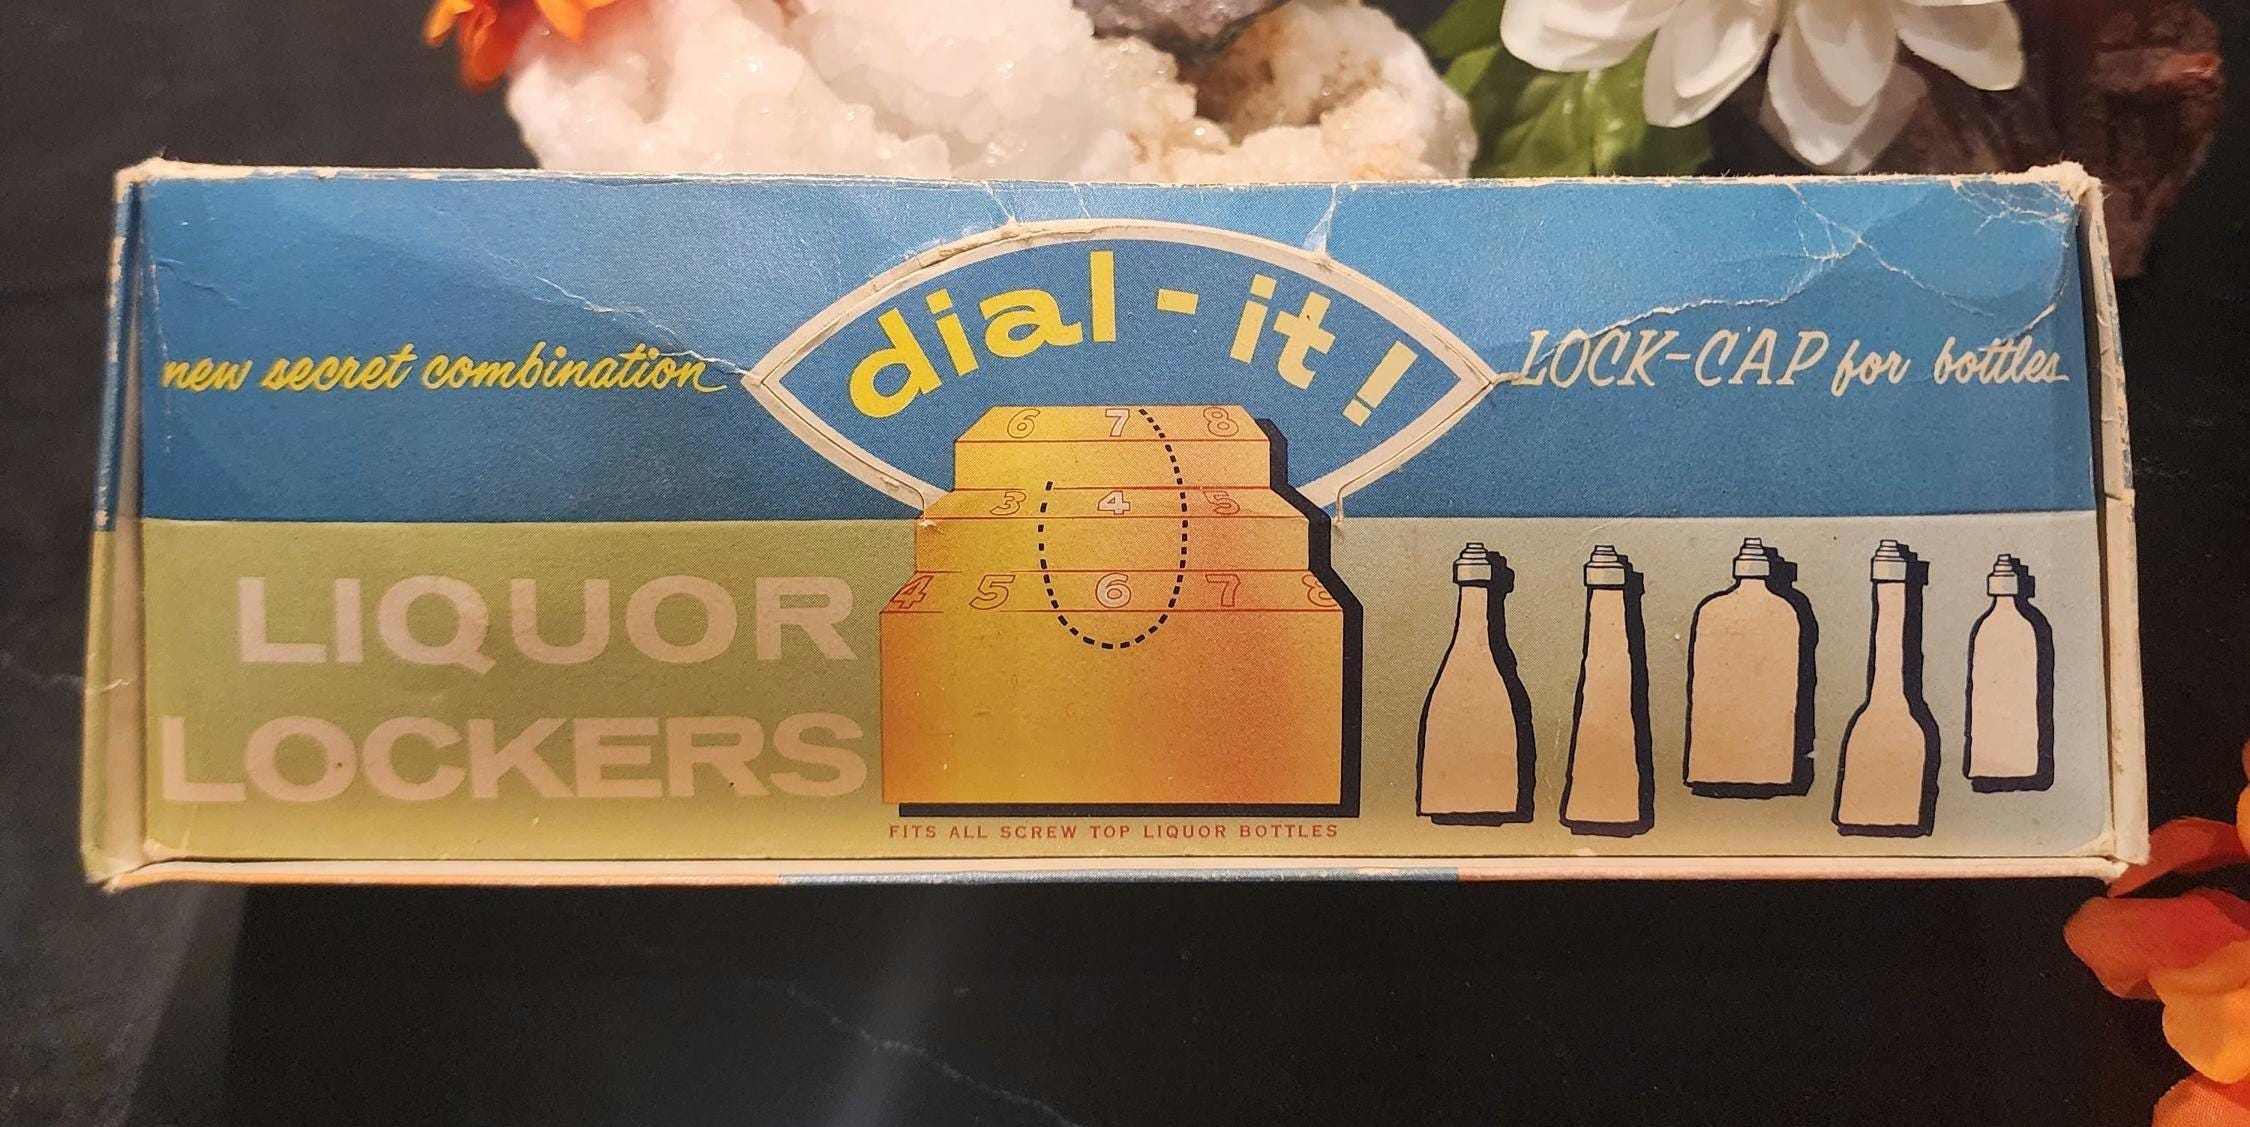 dial-it!
new secret combination
LOCK-CAP for bottles
6 7 8
3 4 5
4 5 6 7 8
LIQUOR
LOCKERS
FITS ALL SCREW TOP LIQUOR BOTTLES